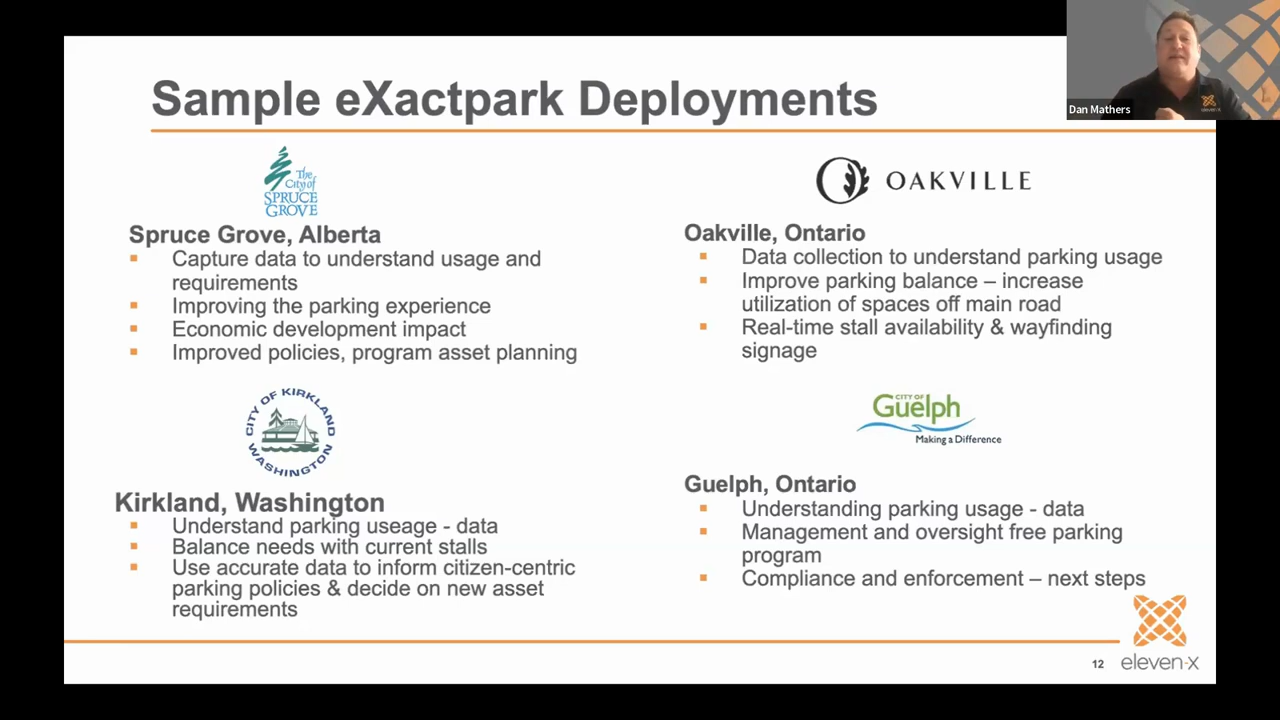 Sample eXactpark Deployments
Dan Mathers
eleven-x
The
City of
SPRUCE
GROVE
Spruce Grove, Alberta
Capture data to understand usage and
requirements
Improving the parking experience
Economic development impact
Improved policies, program asset planning
OAKVILLE
Oakville, Ontario
Data collection to understand parking usage
Improve parking balance – increase
utilization of spaces off main road
Real-time stall availability & wayfinding
signage
CITY OF KIRKLAND
WASHINGTON
Kirkland, Washington
Understand parking useage - data
Balance needs with current stalls
Use accurate data to inform citizen-centric
parking policies & decide on new asset
requirements
CITY OF
Guelph
Making a Difference
Guelph, Ontario
Understanding parking usage - data
Management and oversight free parking
program
Compliance and enforcement – next steps
12
eleven-x